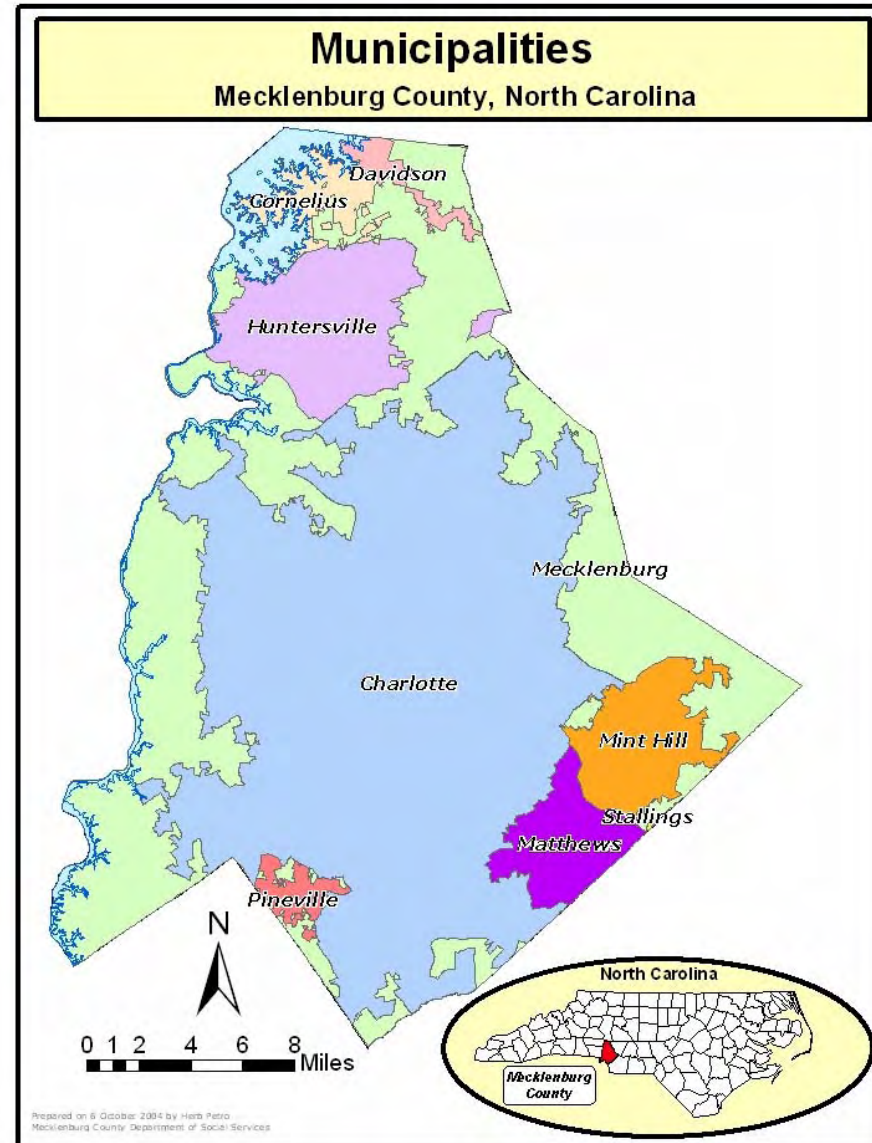 Municipalities
Mecklenburg County, North Carolina
Davidson
Cornelius
Huntersville
Mecklenburg
Charlotte
Mint Hill
Stallings
Matthews
Pineville
N
0 1 2 4 6 8
Miles
North Carolina
Mecklenburg
County
Prepared on 6 October 2004 by Herb Petro
Mecklenburg County Department of Social Services